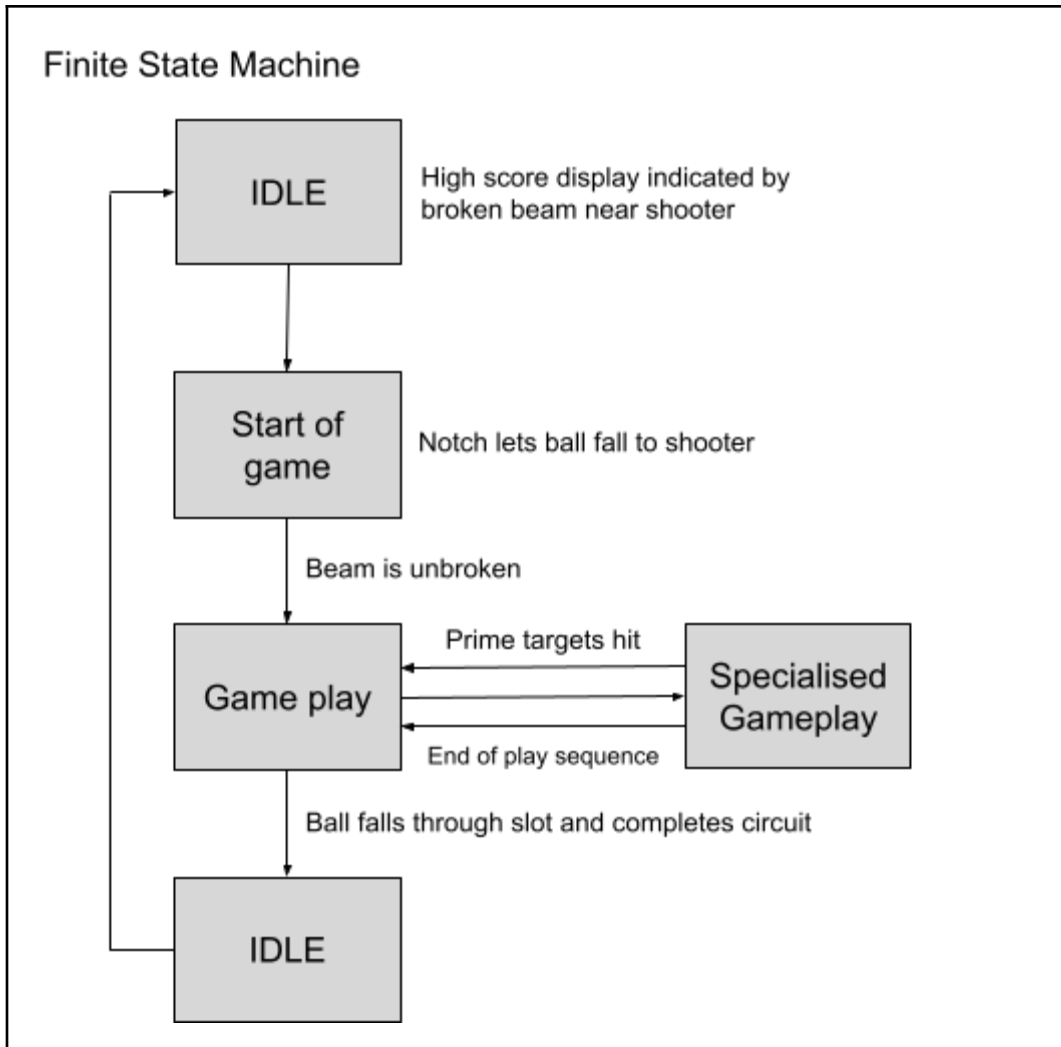 Finite State Machine
IDLE
High score display indicated by
broken beam near shooter
Start of
game
Notch lets ball fall to shooter
Beam is unbroken
Prime targets hit
Game play
Specialised
Gameplay
End of play sequence
Ball falls through slot and completes circuit
IDLE